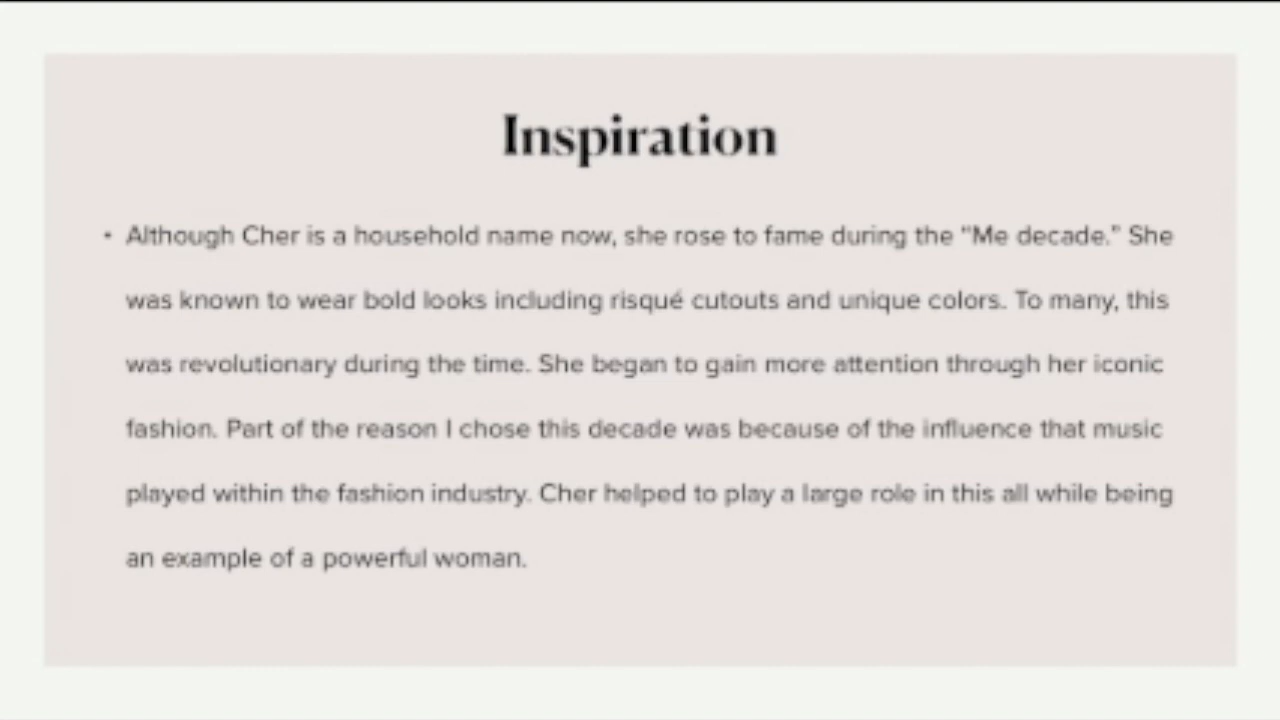 Inspiration
• Although Cher is a household name now, she rose to fame during the "Me decade." She
was known to wear bold looks including risqué cutouts and unique colors. To many, this
was revolutionary during the time. She began to gain more attention through her iconic
fashion. Part of the reason I chose this decade was because of the influence that music
played within the fashion industry. Cher helped to play a large role in this all while being
an example of a powerful woman.